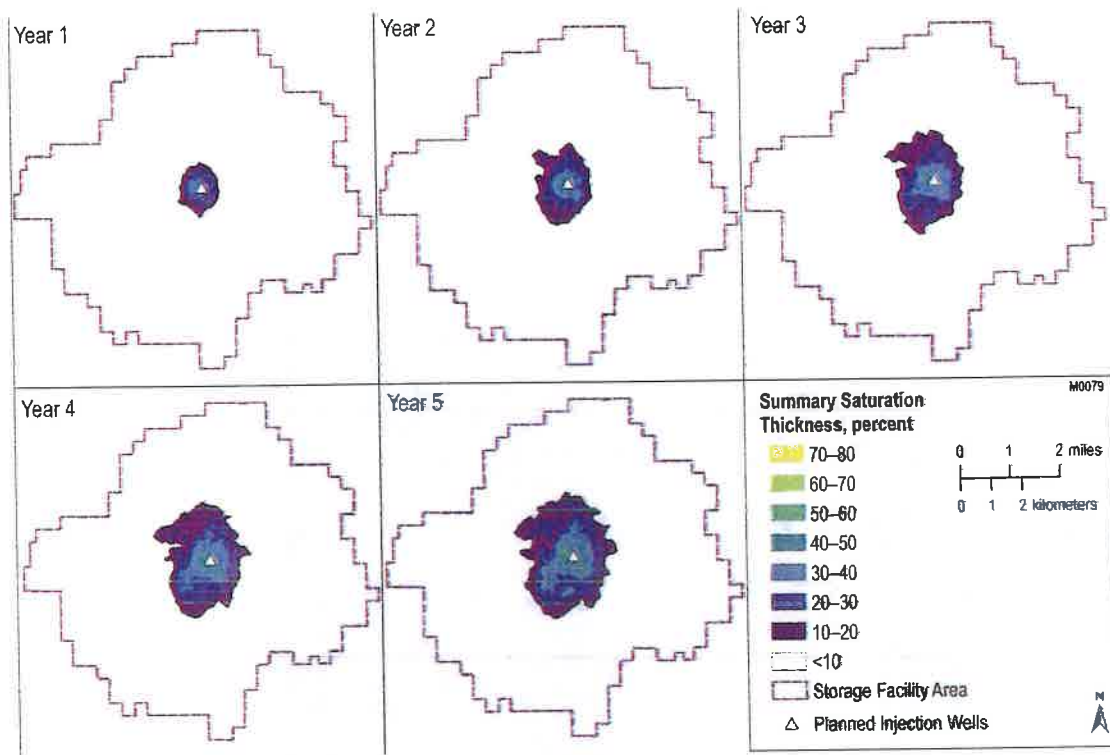 Year 1
Year 2
Year 3
Year 4
Year 5
M0079
Summary Saturation
Thickness, percent
70–80
60–70
50–60
40–50
30–40
20–30
10–20
<10
Storage Facility Area
Planned Injection Wells
0 1 2 miles
0 1 2 kilometers
N